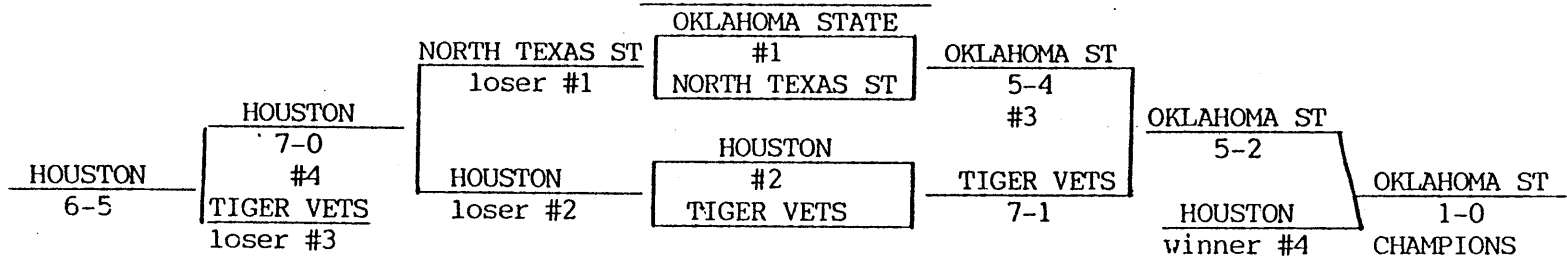 OKLAHOMA STATE
NORTH TEXAS ST #1 OKLAHOMA ST
loser #1 NORTH TEXAS ST 5-4
HOUSTON #3 OKLAHOMA ST
7-0 HOUSTON 5-2
HOUSTON #4 HOUSTON #2 TIGER VETS OKLAHOMA ST
6-5 TIGER VETS loser #2 TIGER VETS 7-1 HOUSTON 1-0
loser #3 winner #4 CHAMPIONS